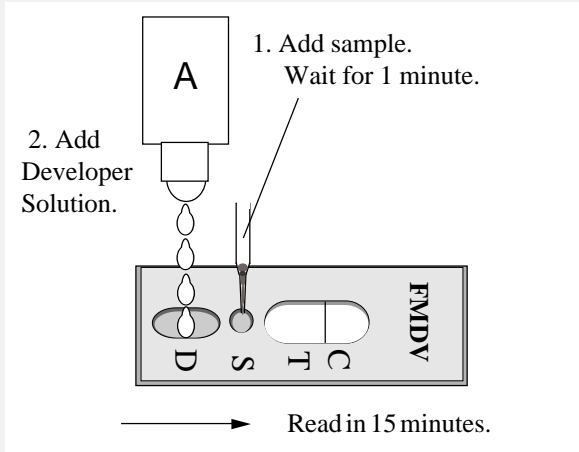 A
1. Add sample.
Wait for 1 minute.
2. Add
Developer
Solution.
D
S
T
C
FMDV
Read in 15 minutes.